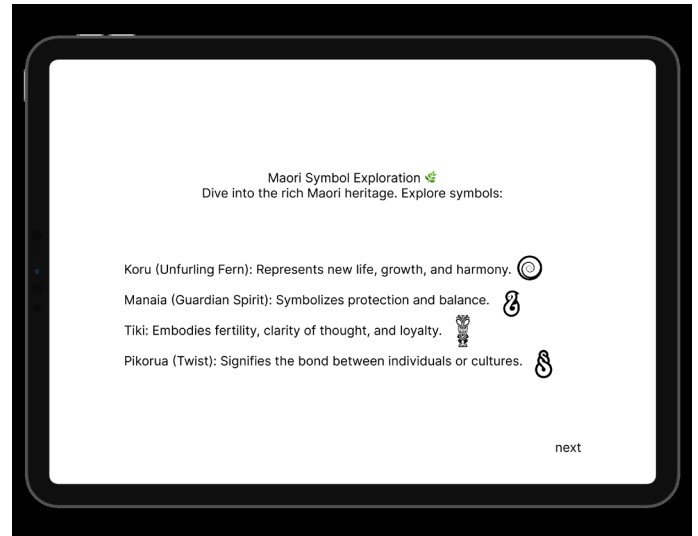 Maori Symbol Exploration 🌿
Dive into the rich Maori heritage. Explore symbols:
Koru (Unfurling Fern): Represents new life, growth, and harmony.
Manaia (Guardian Spirit): Symbolizes protection and balance.
Tiki: Embodies fertility, clarity of thought, and loyalty.
Pikorua (Twist): Signifies the bond between individuals or cultures.
next